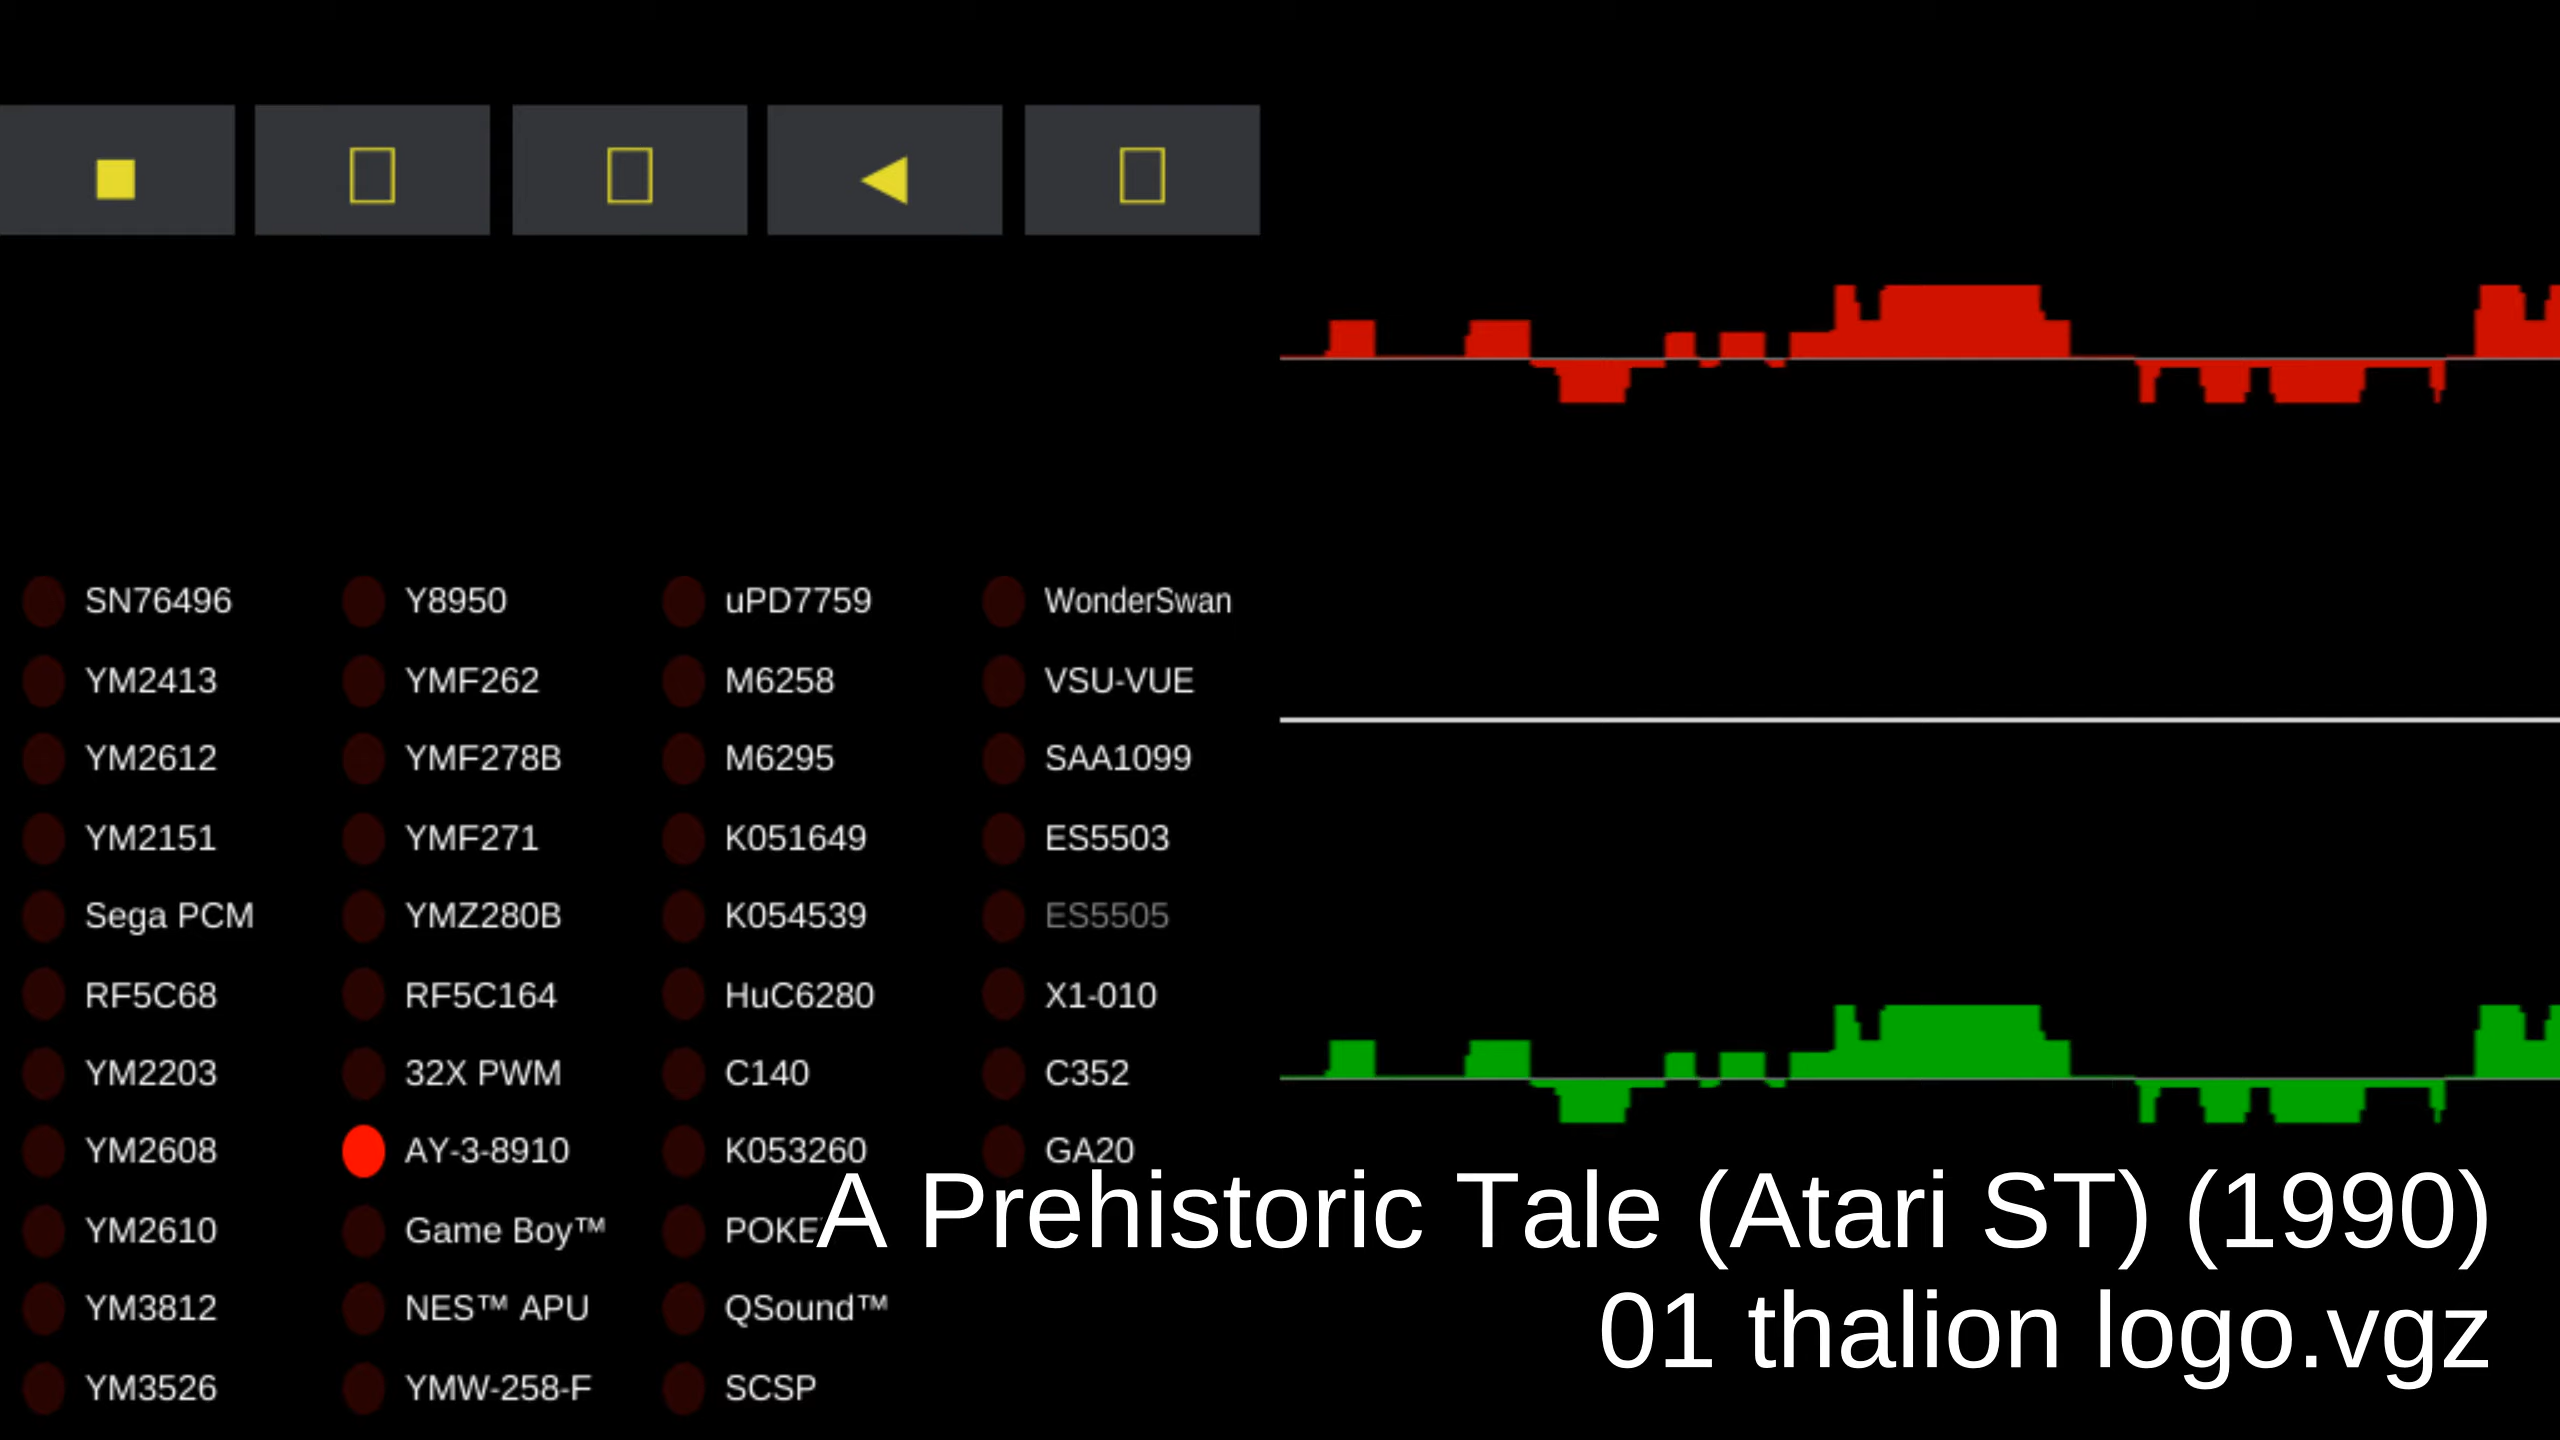 SN76496 Y8950 uPD7759 WonderSwan
YM2413 YMF262 M6258 VSU-VUE
YM2612 YMF278B M6295 SAA1099
YM2151 YMF271 K051649 ES5503
Sega PCM YMZ280B K054539 ES5505
RF5C68 RF5C164 HuC6280 X1-010
YM2203 32X PWM C140 C352
YM2608 AY-3-8910 K053260 GA20
YM2610 Game Boy™
YM3812 NES™ APU QSound™
YM3526 YMW-258-F SCSP
A Prehistoric Tale (Atari ST) (1990)
01 thalion logo.vgz